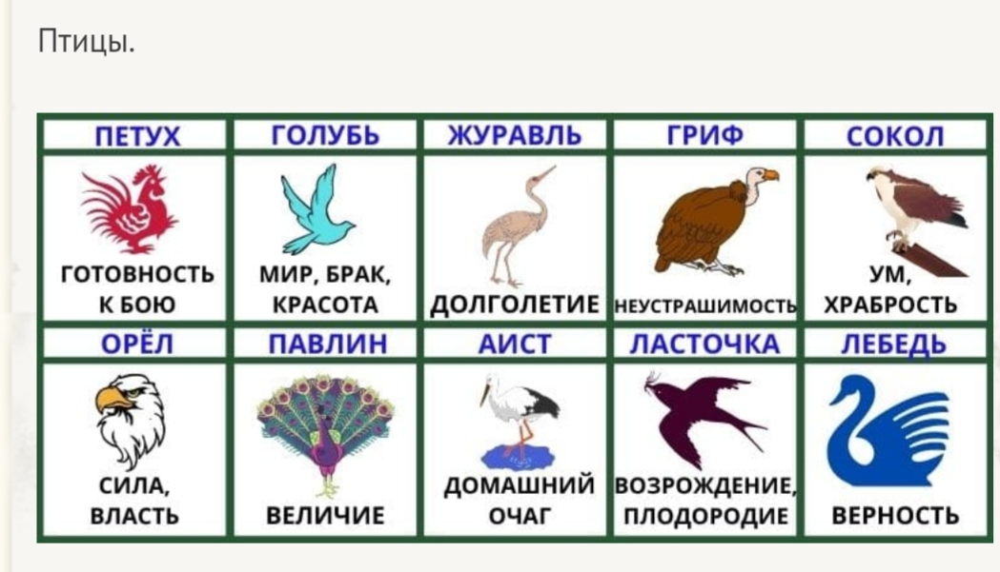 Птицы.
ПЕТУХ ГОЛУБЬ ЖУРАВЛЬ ГРИФ СОКОЛ
ГОТОВНОСТЬ
К БОЮ
МИР, БРАК,
КРАСОТА
ДОЛГОЛЕТИЕ
НЕУСТРАШИМОСТЬ
УМ,
ХРАБРОСТЬ
ОРЁЛ ПАВЛИН АИСТ ЛАСТОЧКА ЛЕБЕДЬ
СИЛА,
ВЛАСТЬ
ВЕЛИЧИЕ
ДОМАШНИЙ
ОЧАГ
ВОЗРОЖДЕНИЕ,
ПЛОДОРОДИЕ
ВЕРНОСТЬ